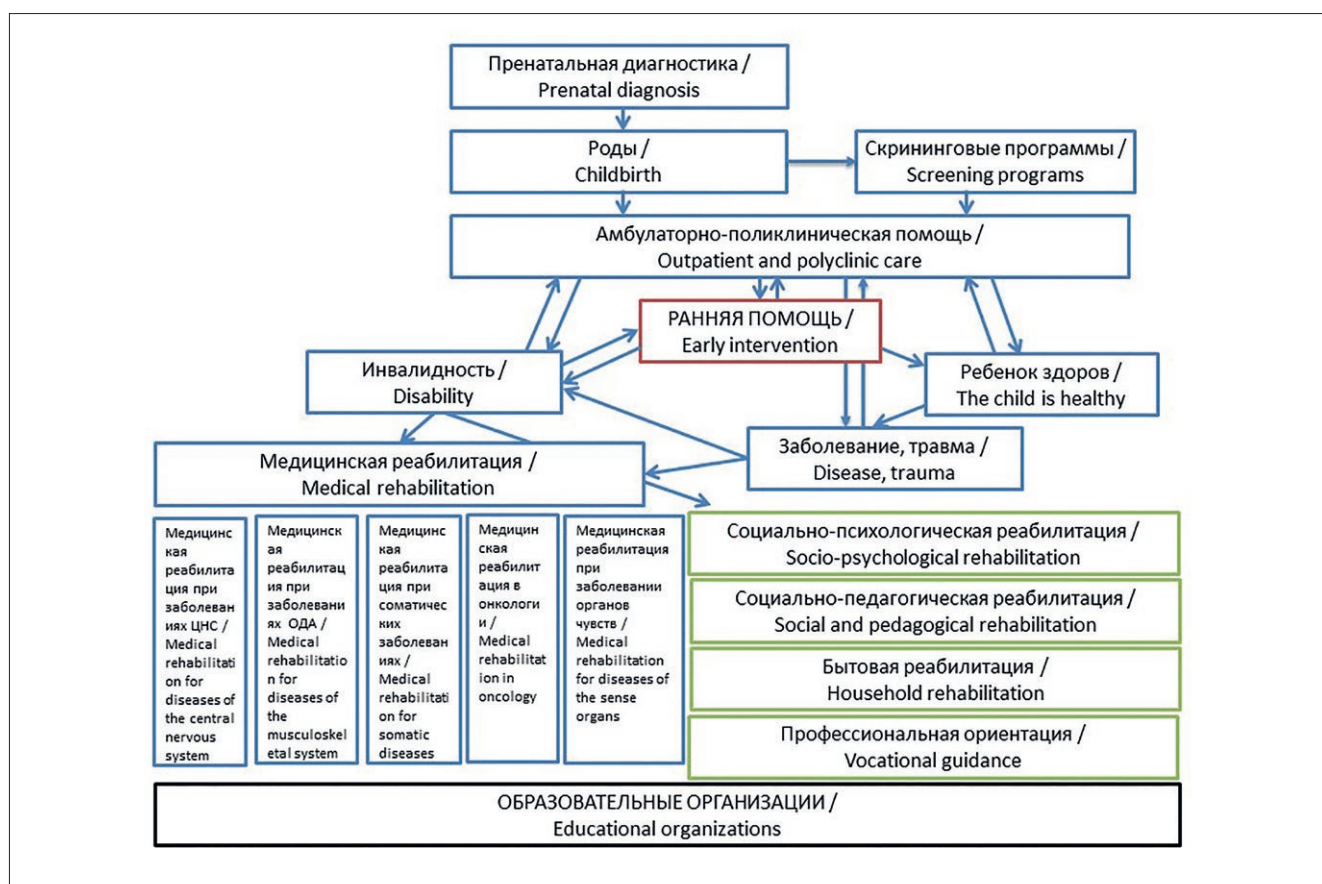 Пренатальная диагностика /
Prenatal diagnosis
Роды /
Childbirth
Скрининговые программы /
Screening programs
Амбулаторно-поликлиническая помощь /
Outpatient and polyclinic care
РАННЯЯ ПОМОЩЬ /
Early intervention
Инвалидность /
Disability
Ребенок здоров /
The child is healthy
Заболевание, травма /
Disease, trauma
Медицинская реабилитация /
Medical rehabilitation
Медицинс
кая
реабилита
ция при
заболеван
иях ЦНС /
Medical
rehabilitati
on for
diseases of
the central
nervous
system
Медицинск
ая
реабилитац
ия при
заболевани
ях ОДА /
Medical
rehabilitatio
n for
diseases of
the
musculoskel
etal system
Медицинс
кая
реабилита
ция при
соматичес
ких
заболеван
иях /
Medical
rehabilitati
on for
somatic
diseases
Медицин
ская
реабилит
ация в
онкологи
и /
Medical
rehabilitat
ion in
oncology
Медицинская
реабилитация
при
заболевании
органов
чувств /
Medical
rehabilitation
for diseases of
the sense
organs
Социально-психологическая реабилитация /
Socio-psychological rehabilitation
Социально-педагогическая реабилитация /
Social and pedagogical rehabilitation
Бытовая реабилитация /
Household rehabilitation
Профессиональная ориентация /
Vocational guidance
ОБРАЗОВАТЕЛЬНЫЕ ОРГАНИЗАЦИИ /
Educational organizations